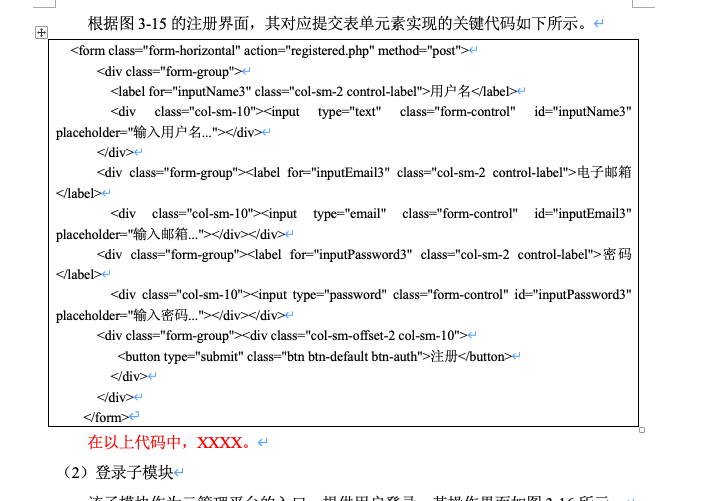 根据图 3-15 的注册界面，其对应提交表单元素实现的关键代码如下所示。
<form class="form-horizontal" action="registered.php" method="post">
<div class="form-group">
<label for="inputName3" class="col-sm-2 control-label">用户名</label>
<div class="col-sm-10"><input type="text" class="form-control" id="inputName3"
placeholder="输入用户名..."></div>
</div>
<div class="form-group"><label for="inputEmail3" class="col-sm-2 control-label">电子邮箱
</label>
<div class="col-sm-10"><input type="email" class="form-control" id="inputEmail3"
placeholder="输入邮箱..."></div></div>
<div class="form-group"><label for="inputPassword3" class="col-sm-2 control-label">密码
</label>
<div class="col-sm-10"><input type="password" class="form-control" id="inputPassword3"
placeholder="输入密码..."></div></div>
<div class="form-group"><div class="col-sm-offset-2 col-sm-10">
<button type="submit" class="btn btn-default btn-auth">注册</button>
</div>
</div>
</form>
在以上代码中，XXXX。
（2）登录子模块